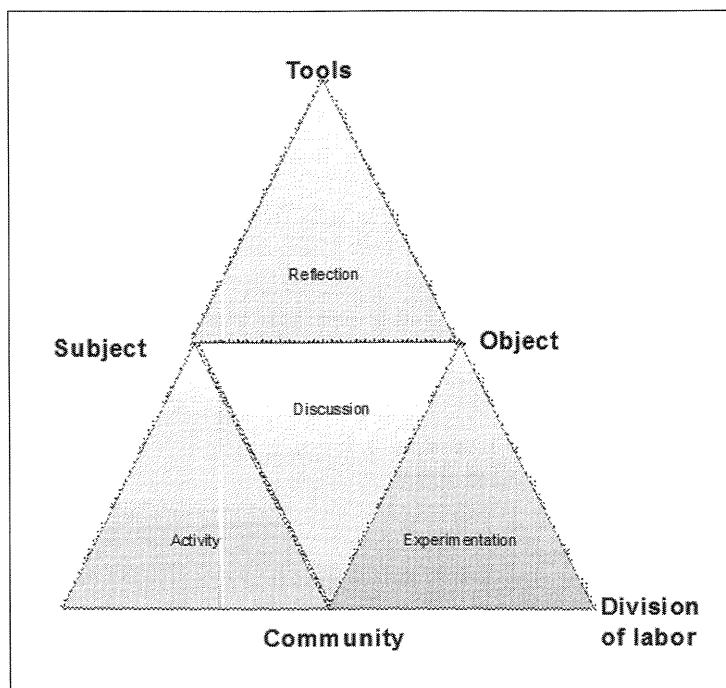 Tools
Reflection
Subject
Object
Discussion
Activity
Experimentation
Community
Division
of labor